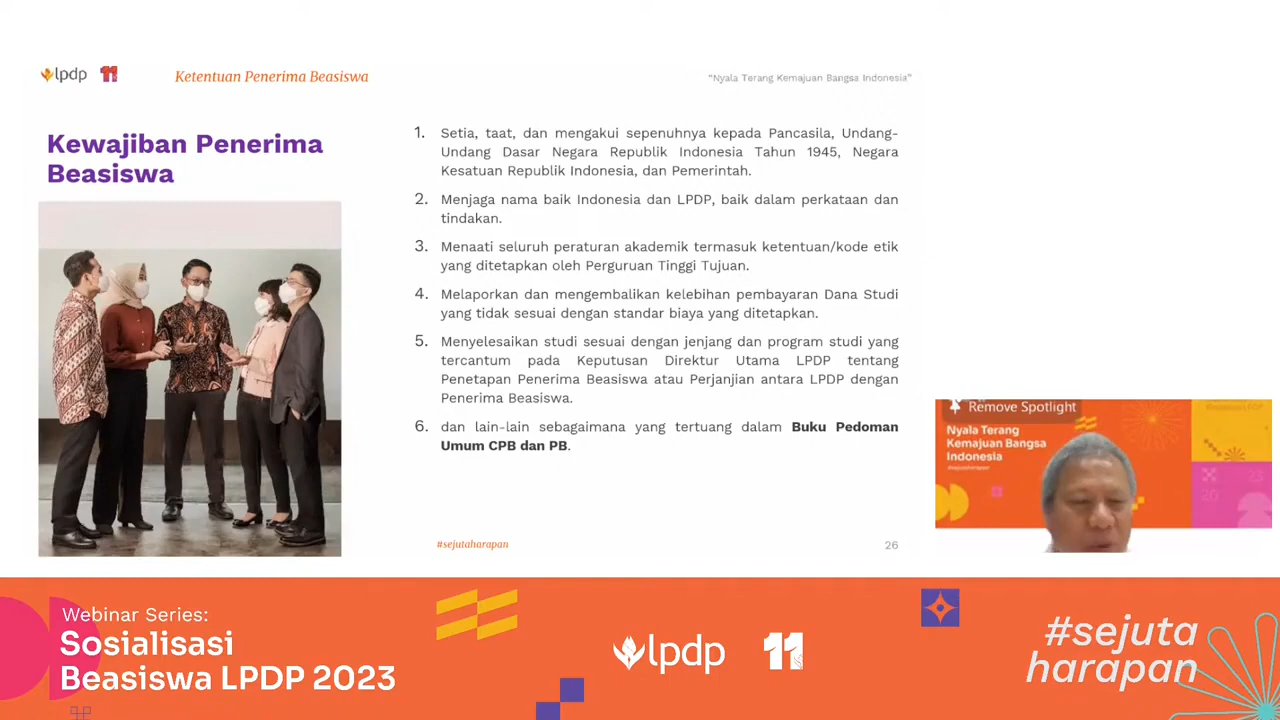 lpdp 11
Ketentuan Penerima Beasiswa
“Nyala Terang Kemajuan Bangsa Indonesia”
Kewajiban Penerima
Beasiswa
1. Setia, taat, dan mengakui sepenuhnya kepada Pancasila, Undang-
Undang Dasar Negara Republik Indonesia Tahun 1945, Negara
Kesatuan Republik Indonesia, dan Pemerintah.
2. Menjaga nama baik Indonesia dan LPDP, baik dalam perkataan dan
tindakan.
3. Menaati seluruh peraturan akademik termasuk ketentuan/kode etik
yang ditetapkan oleh Perguruan Tinggi Tujuan.
4. Melaporkan dan mengembalikan kelebihan pembayaran Dana Studi
yang tidak sesuai dengan standar biaya yang ditetapkan.
5. Menyelesaikan studi sesuai dengan jenjang dan program studi yang
tercantum pada Keputusan Direktur Utama LPDP tentang
Penetapan Penerima Beasiswa atau Perjanjian antara LPDP dengan
Penerima Beasiswa.
6. dan lain-lain sebagaimana yang tertuang dalam Buku Pedoman
Umum CPB dan PB.
#sejutaharapan
26
Remove Spotlight
Nyala Terang
Kemajuan Bangsa
Indonesia
#sejutaharapan
23
20
Webinar Series:
Sosialisasi
Beasiswa LPDP 2023
lpdp 11
#sejuta
harapan